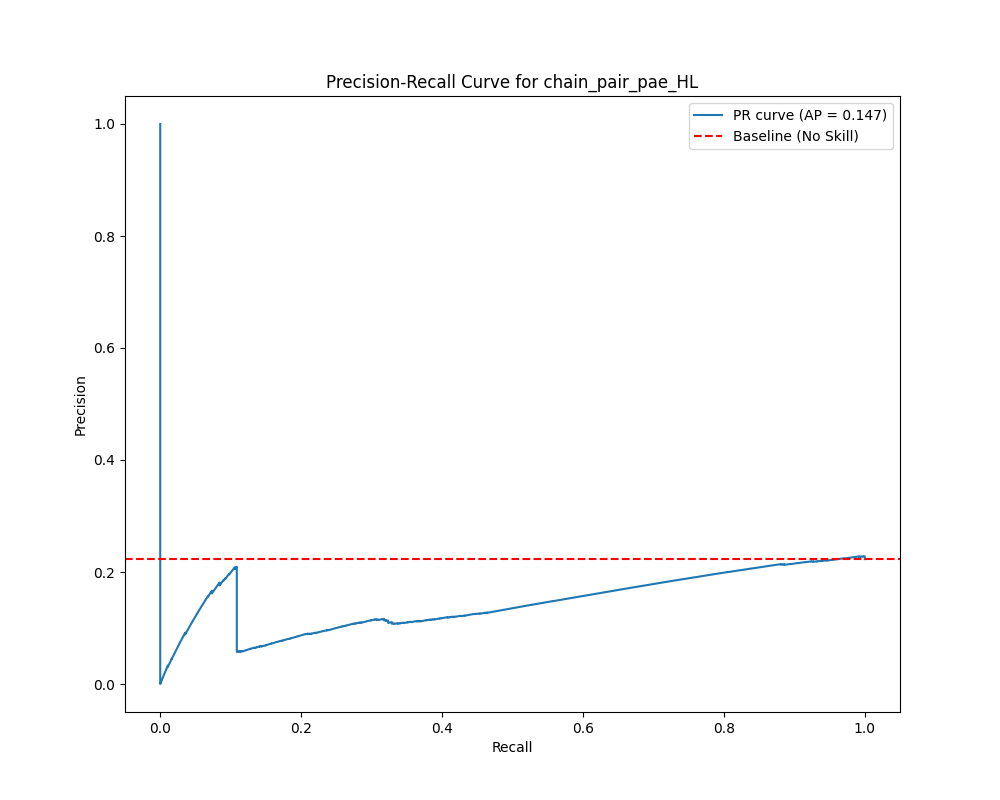 Precision-Recall Curve for chain_pair_pae_HL
PR curve (AP = 0.147)
Baseline (No Skill)
1.0
0.8
0.6
0.4
0.2
0.0
Precision
0.0 0.2 0.4 0.6 0.8 1.0
Recall